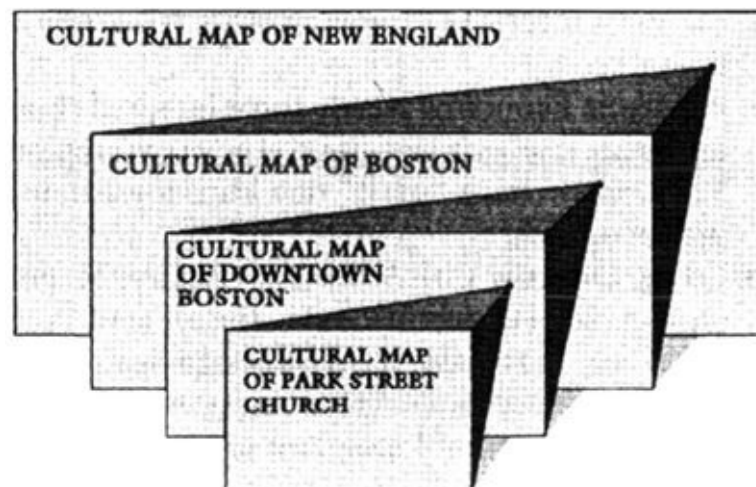 CULTURAL MAP OF NEW ENGLAND
CULTURAL MAP OF BOSTON
CULTURAL MAP
OF DOWNTOWN
BOSTON
CULTURAL MAP
OF PARK STREET
CHURCH